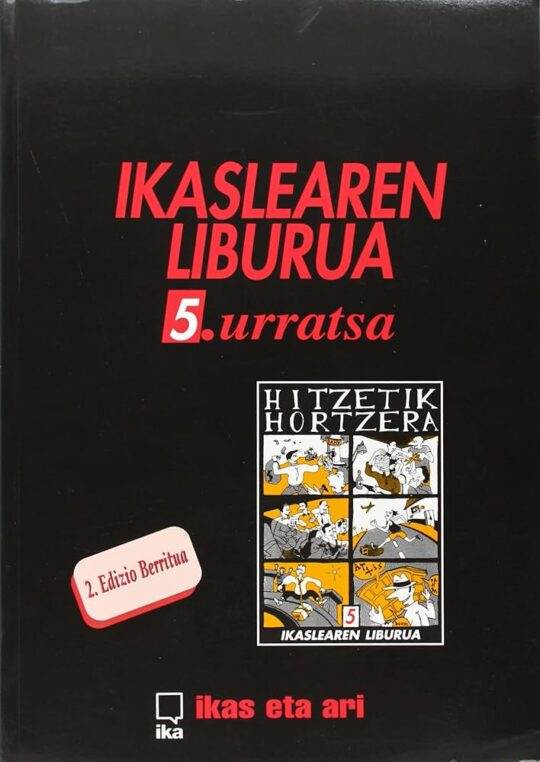 IKASLEAREN
LIBURUA
5.urratsa
HITZETIK
HORTZERA
5
IKASLEAREN LIBURUA
2. Edizio Berritua
ika
ikas eta ari